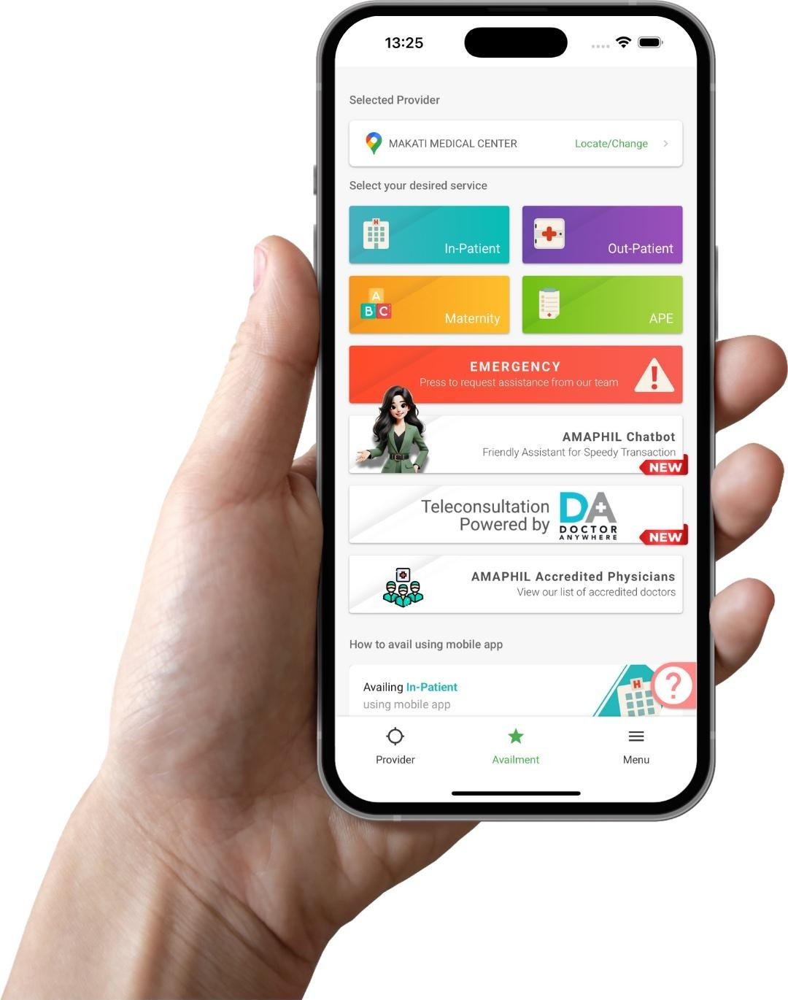 13:25
Selected Provider
MAKATI MEDICAL CENTER
Locate/Change
Select your desired service
H
In-Patient
Out-Patient
A
B C
Maternity
APE
EMERGENCY
Press to request assistance from our team
AMAPHIL Chatbot
Friendly Assistant for Speedy Transaction
NEW
Teleconsultation
Powered by
DA
DOCTOR
ANYWHERE
NEW
AMAPHIL Accredited Physicians
View our list of accredited doctors
How to avail using mobile app
Availing In-Patient
using mobile app
H
?
Provider
Availment
Menu